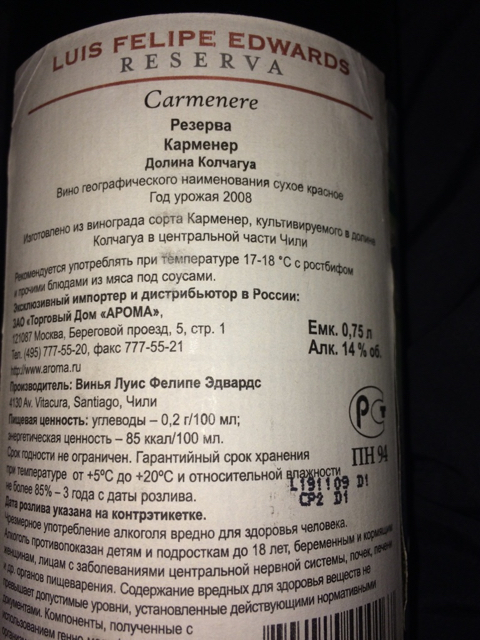 LUIS FELIPE EDWARDS
RESERVA
Carmenere
Резерва
Карменер
Долина Колчагуа
Вино географического наименования сухое красное
Год урожая 2008
Изготовлено из винограда сорта Карменер, культивируемого в долине
Колчагуа в центральной части Чили
Рекомендуется употреблять при температуре 17-18 °C с ростбифом
и прочими блюдами из мяса под соусами.
Эксклюзивный импортер и дистрибьютор в России:
ЗАО «Торговый Дом «АРОМА»,
121087 Москва, Береговой проезд, 5, стр. 1
Тел. (495) 777-55-20, факс 777-55-21
http://www.aroma.ru
Емк. 0,75 л
Алк. 14 % об.
Производитель: Винья Луис Фелипе Эдвардс
4130 Av. Vitacura, Santiago, Чили
Пищевая ценность: углеводы – 0,2 г/100 мл;
энергетическая ценность – 85 ккал/100 мл.
Срок годности не ограничен. Гарантийный срок хранения
при температуре от +5°C до +20°C и относительной влажности
не более 85% – 3 года с даты розлива.
РСТ
ПН 94
L191109 D1
CP2 D1
Дата розлива указана на контрэтикетке.
Чрезмерное употребление алкоголя вредно для здоровья человека.
Алкоголь противопоказан детям и подросткам до 18 лет, беременным и кормящим
женщинам, лицам с заболеваниями центральной нервной системы, почек, печени
и др. органов пищеварения. Содержание вредных для здоровья веществ не
превышает допустимые уровни, установленные действующими нормативными
документами. Компоненты, полученные с
использованием